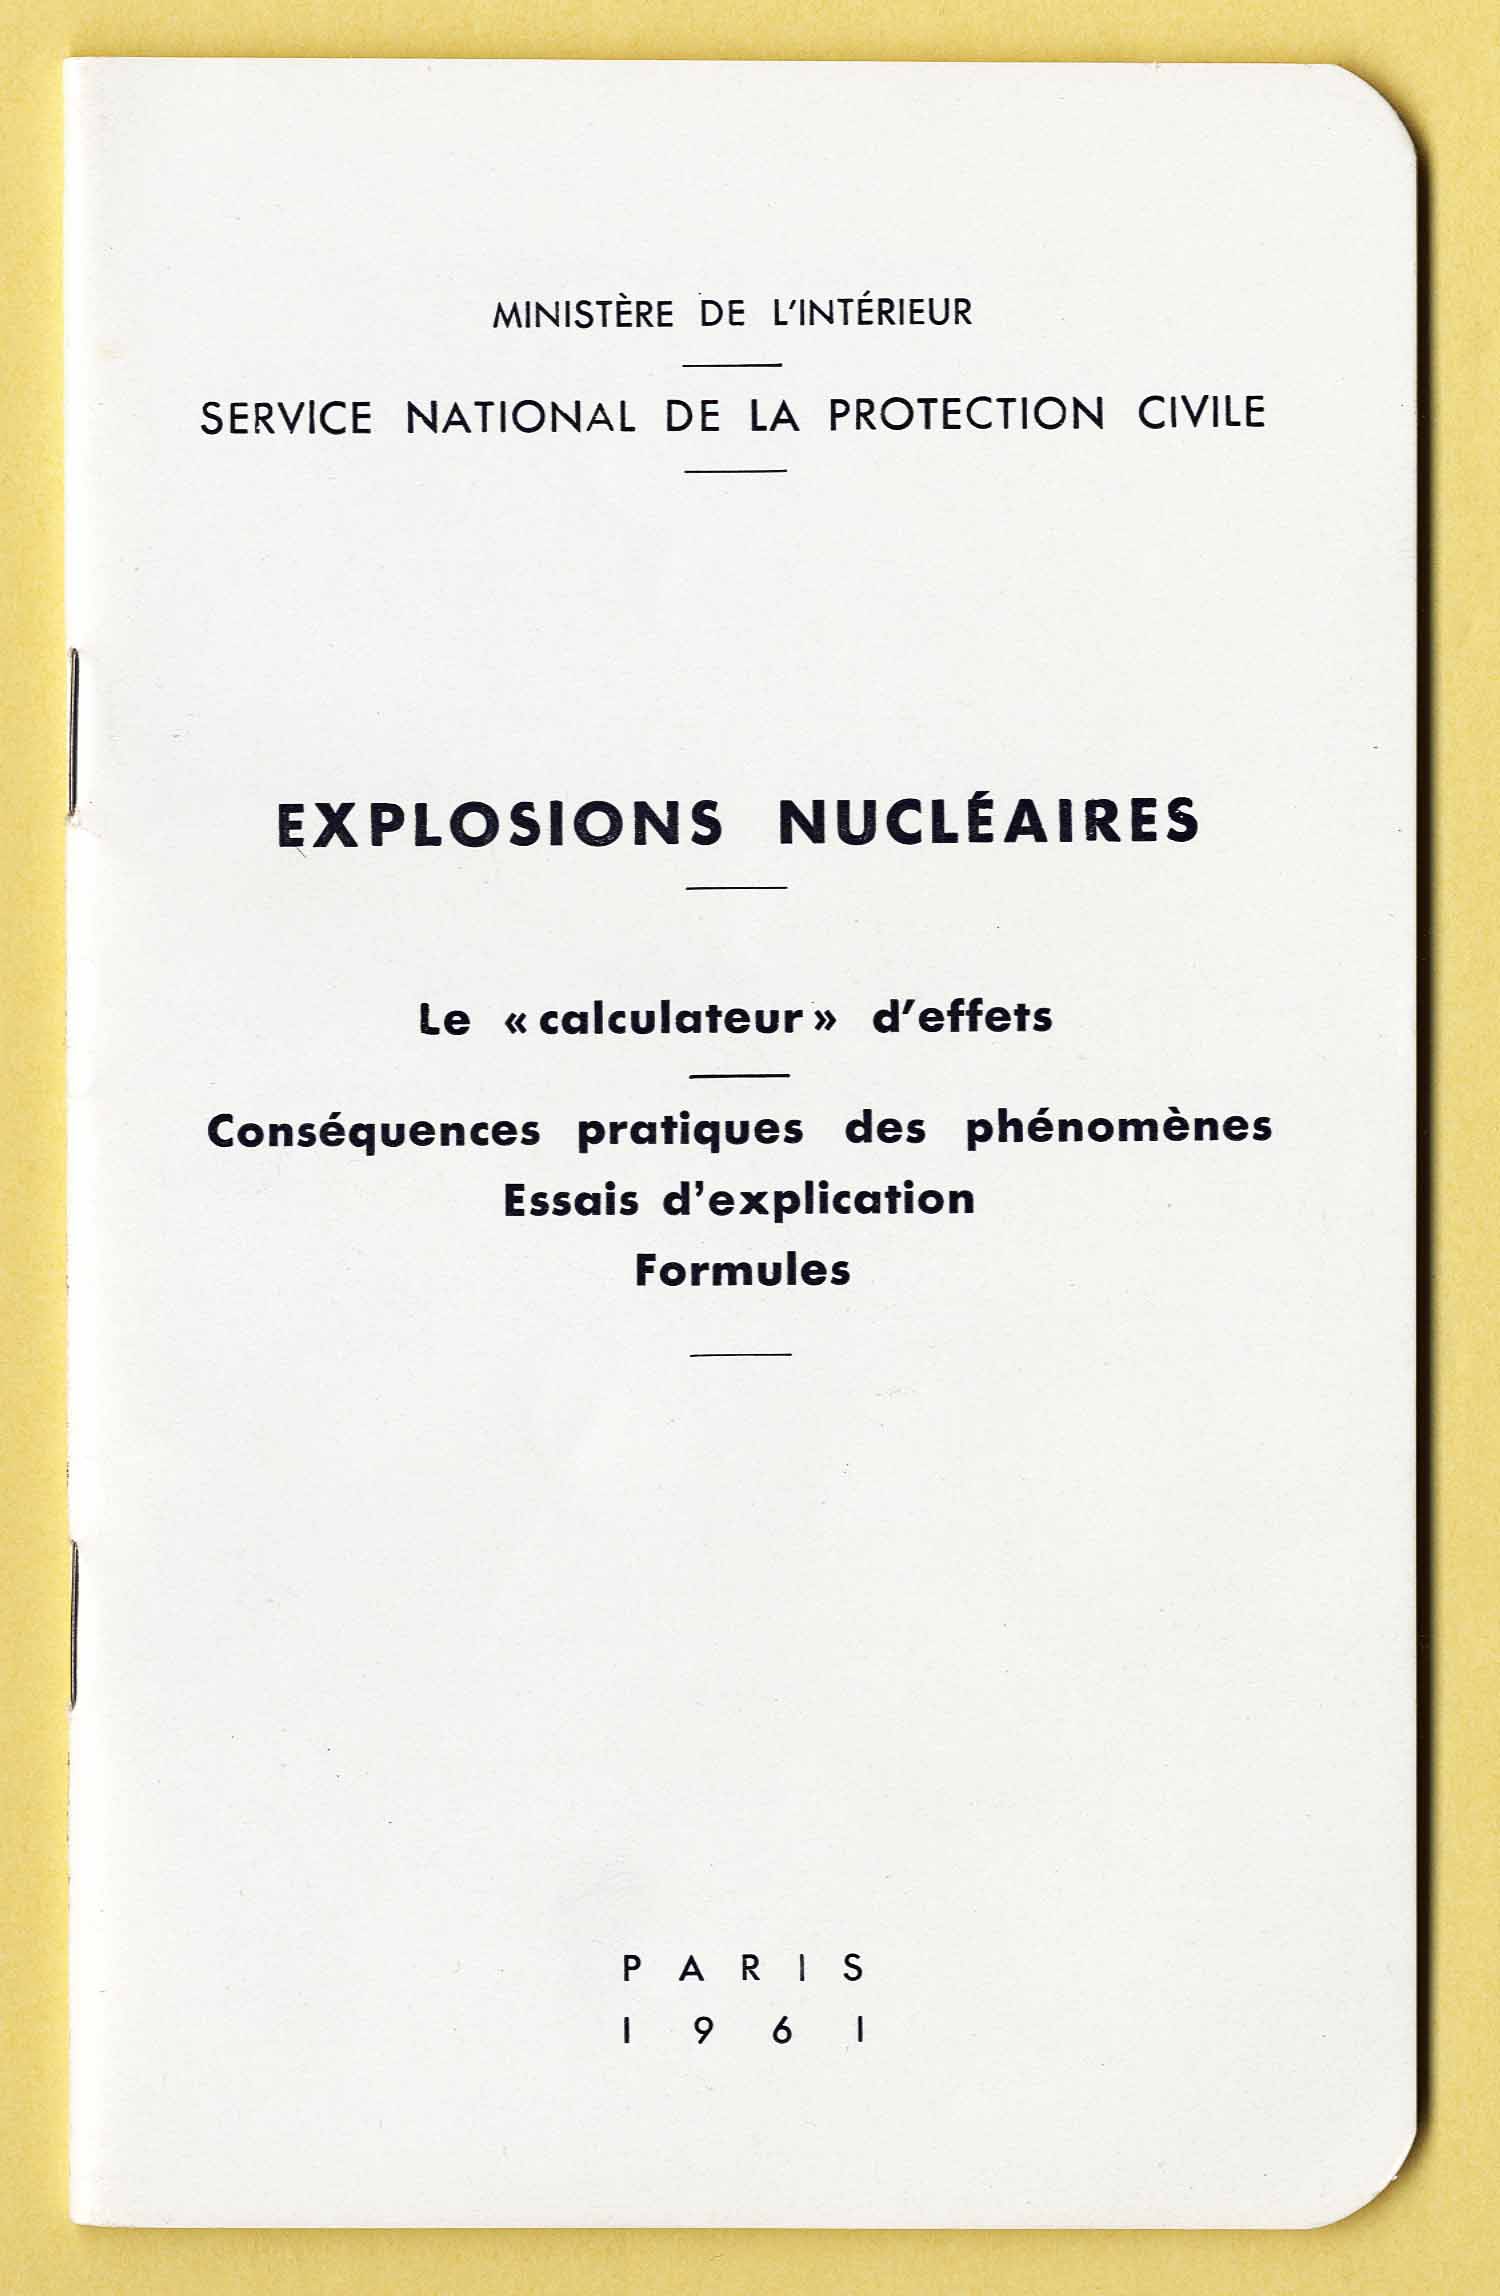 MINISTÈRE DE L'INTÉRIEUR
SERVICE NATIONAL DE LA PROTECTION CIVILE
EXPLOSIONS NUCLÉAIRES
Le « calculateur » d'effets
Conséquences pratiques des phénomènes
Essais d'explication
Formules
PARIS
1961